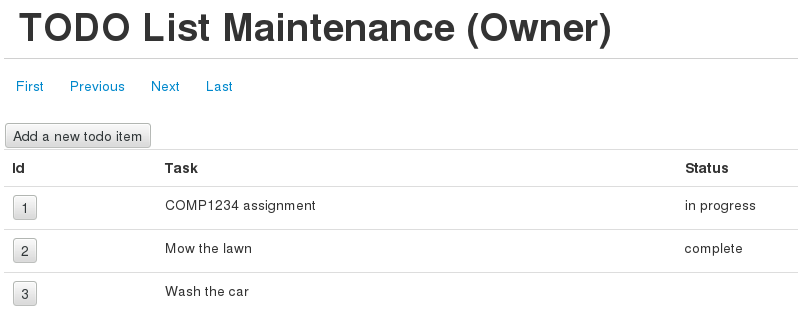 TODO List Maintenance (Owner)
First Previous Next Last
Add a new todo item
Id Task Status
1 COMP1234 assignment in progress
2 Mow the lawn complete
3 Wash the car